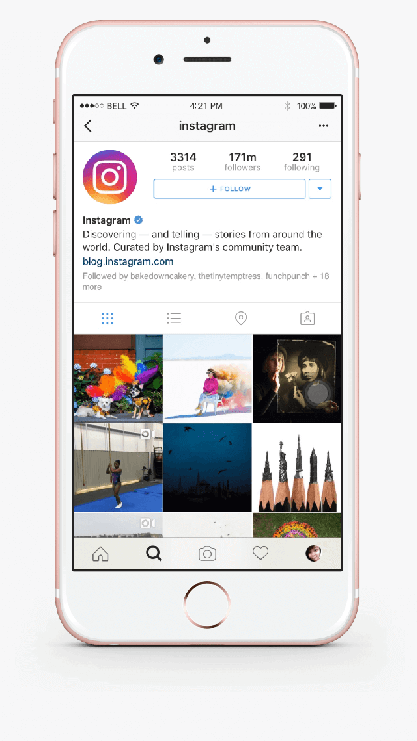 BELL 4:21 PM 100%
instagram
3314 171m 291
posts followers following
+ FOLLOW
Instagram
Discovering — and telling — stories from around the
world. Curated by Instagram's community team.
blog.instagram.com
Followed by bakedowncakery, thetinytemptress, funchpunch + 18
more